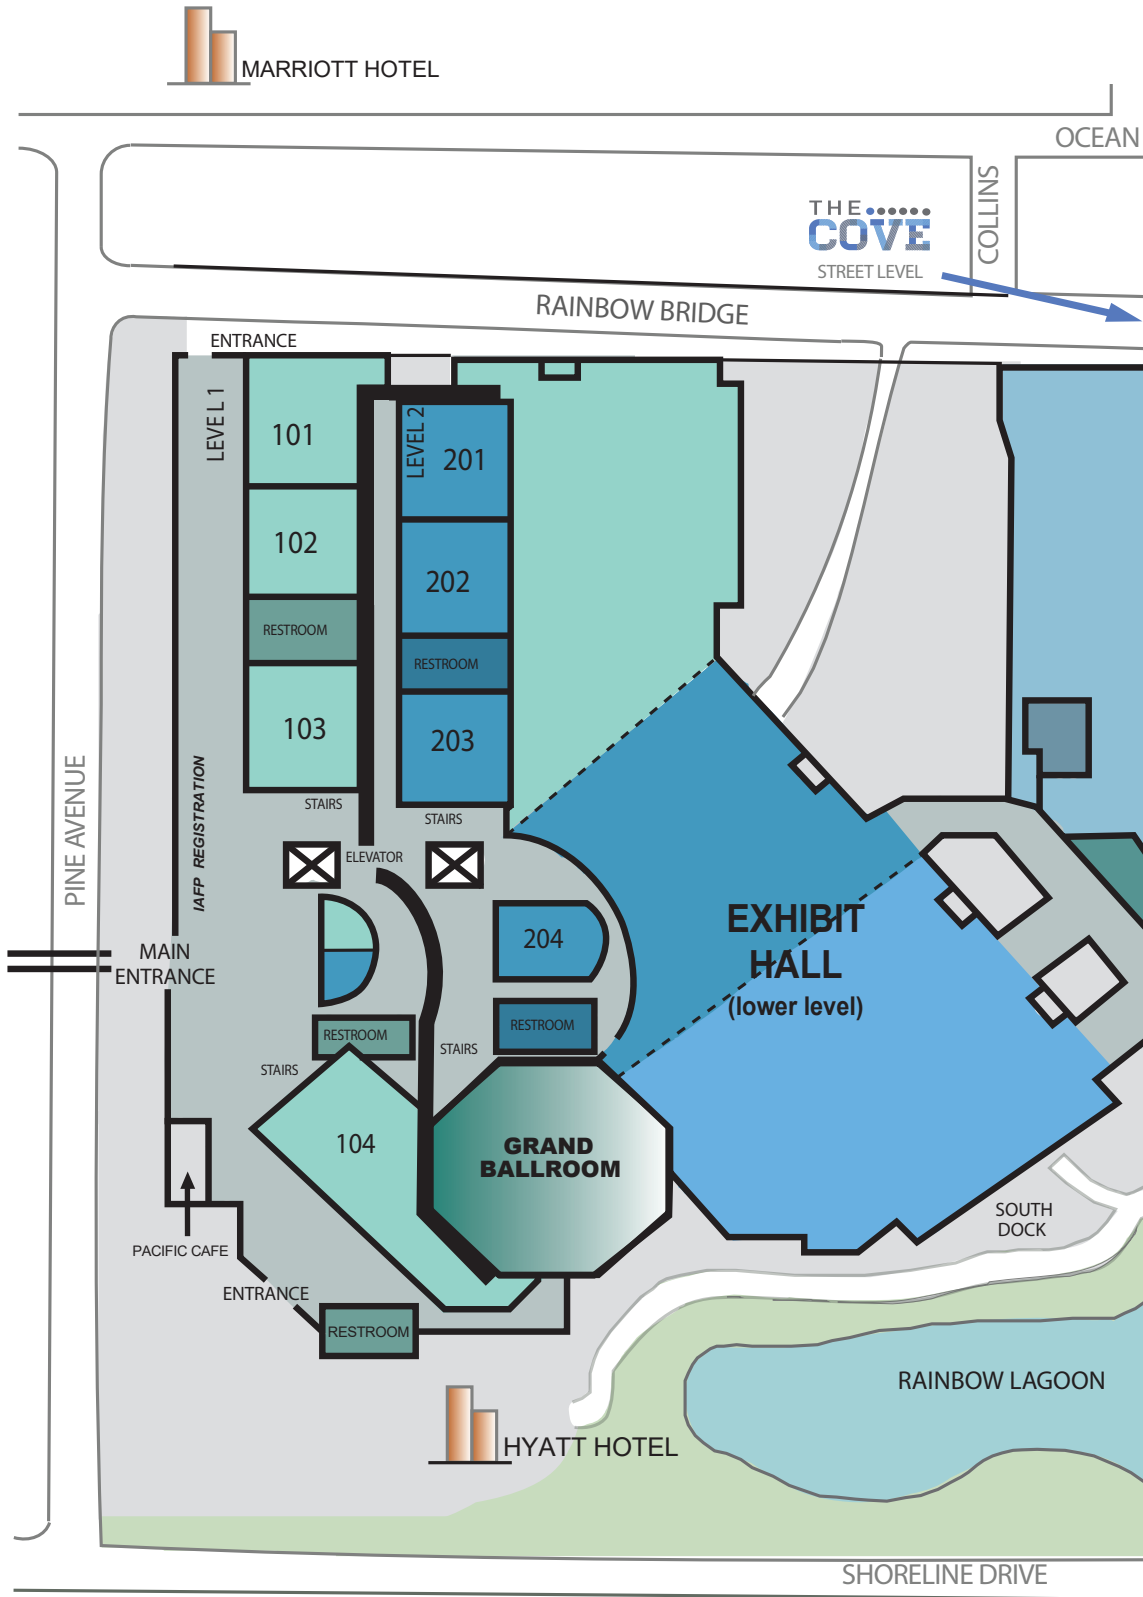 MARRIOTT HOTEL
OCEAN
COLLINS
THE
COVE
STREET LEVEL
RAINBOW BRIDGE
ENTRANCE
LEVEL 1
LEVEL 2
101
201
102
202
RESTROOM
RESTROOM
103
203
PINE AVENUE
IAFP REGISTRATION
STAIRS
STAIRS
ELEVATOR
EXHIBIT
HALL
(lower level)
204
MAIN
ENTRANCE
RESTROOM
RESTROOM
STAIRS
STAIRS
104
GRAND
BALLROOM
SOUTH
DOCK
PACIFIC CAFE
ENTRANCE
RESTROOM
RAINBOW LAGOON
HYATT HOTEL
SHORELINE DRIVE